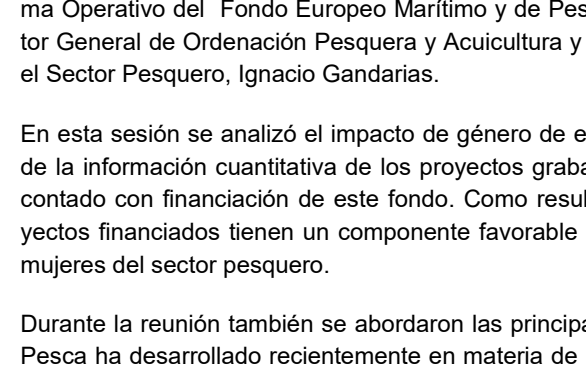 ma Operativo del Fondo Europeo Marítimo y de Pes
tor General de Ordenación Pesquera y Acuicultura y
el Sector Pesquero, Ignacio Gandarias.
En esta sesión se analizó el impacto de género de e
de la información cuantitativa de los proyectos graba
contado con financiación de este fondo. Como resul
yectos financiados tienen un componente favorable
mujeres del sector pesquero.
Durante la reunión también se abordaron las principa
Pesca ha desarrollado recientemente en materia de